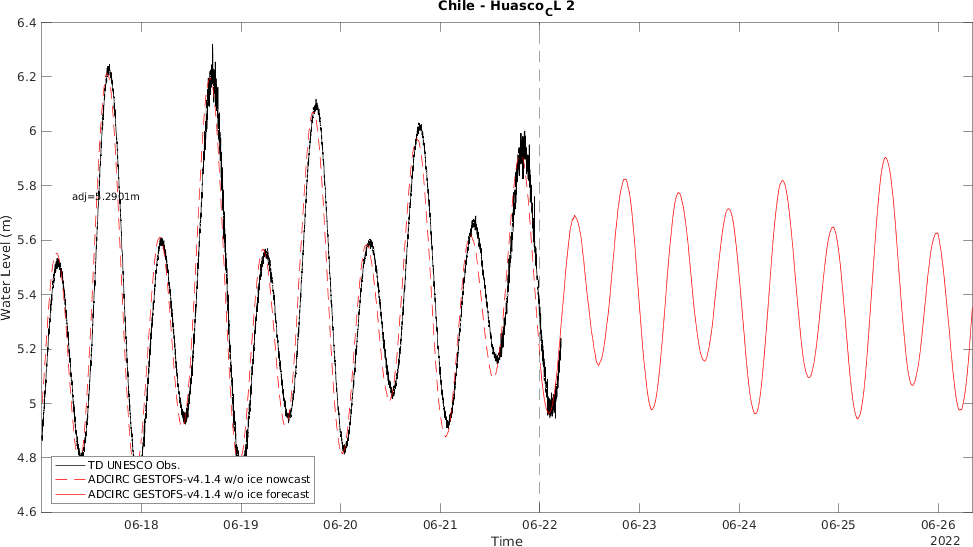 Chile - Huasco_C L 2
6.4
6.2
6
5.8
5.6
5.4
5.2
5
4.8
4.6
Water Level (m)
adj=5.2901m
TD UNESCO Obs.
ADCIRC GESTOFS-v4.1.4 w/o ice nowcast
ADCIRC GESTOFS-v4.1.4 w/o ice forecast
06-18 06-19 06-20 06-21 06-22 06-23 06-24 06-25 06-26
Time
2022